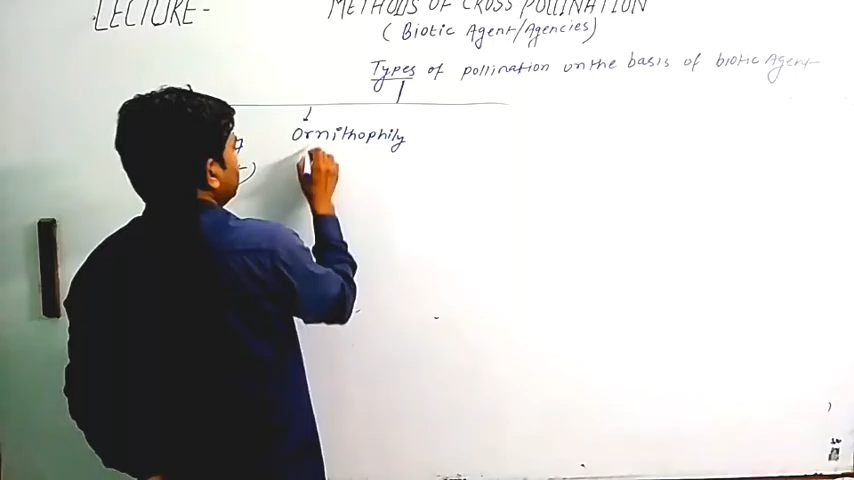 LECTURE - METHODS OF CROSS POLLINATION
(Biotic Agent/Agencies)
Types of pollination on the basis of biotic Agent
Ornithophily